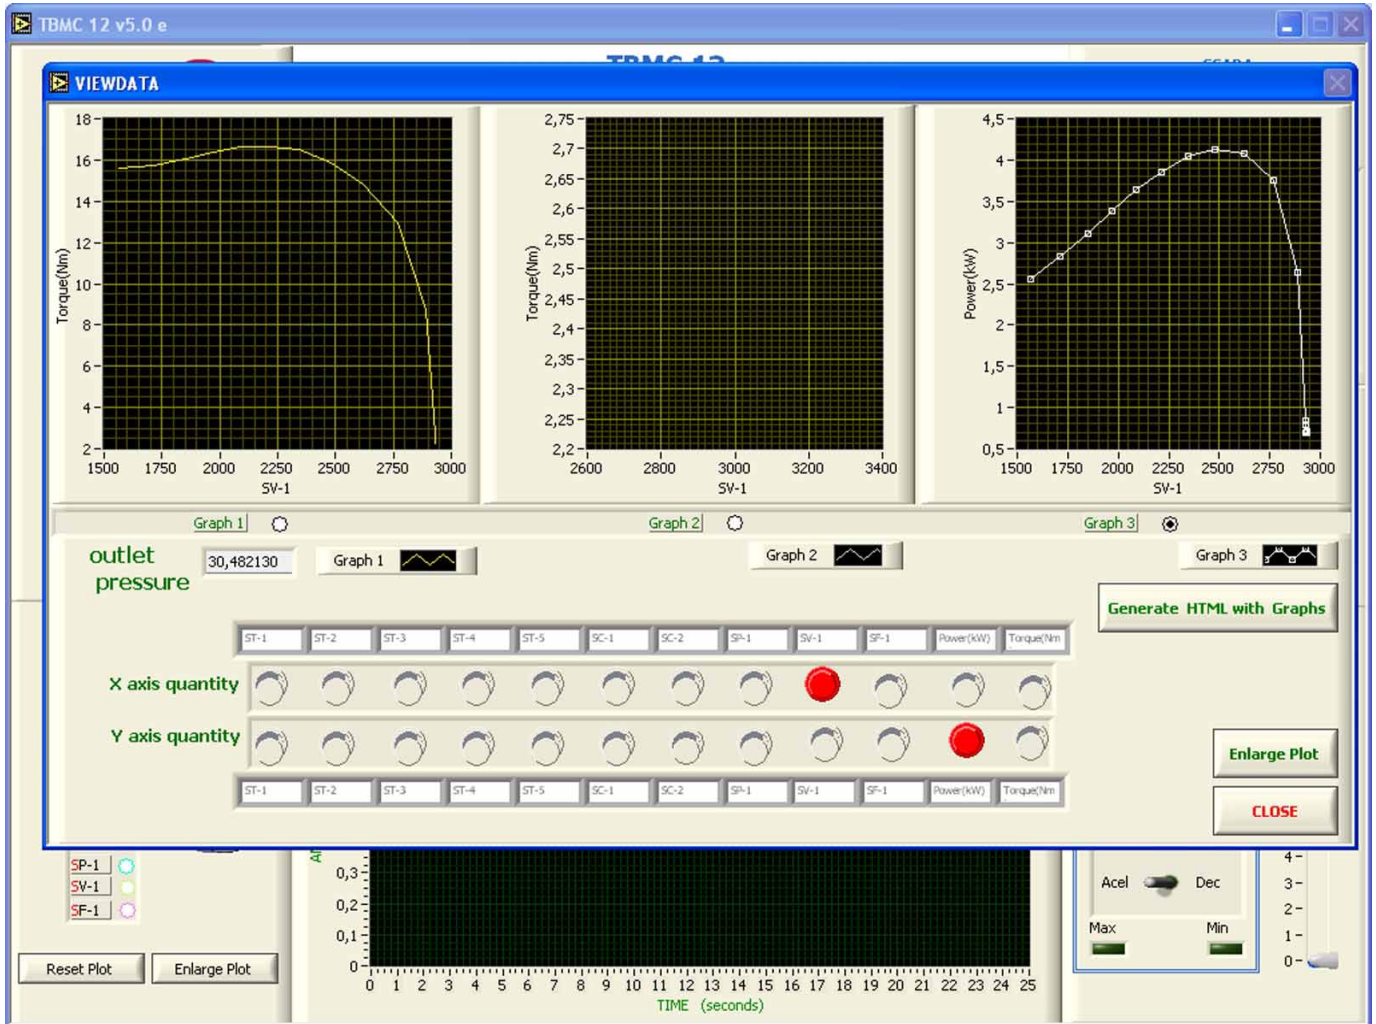 TBMC 12 v5.0 e
TBMC 12
SCADA
VIEWDATA
18
16
14
12
10
8
6
4
2
Torque(Nm)
1500 1750 2000 2250 2500 2750 3000
SV-1
2,75
2,7
2,65
2,6
2,55
2,5
2,45
2,4
2,35
2,3
2,25
2,2
Torque(Nm)
2600 2800 3000 3200 3400
SV-1
4,5
4
3,5
3
2,5
2
1,5
1
0,5
Power(kW)
1500 1750 2000 2250 2500 2750 3000
SV-1
Graph 1 Graph 2 Graph 3
outlet
pressure
30,482130
Graph 1
Graph 2
Graph 3
Generate HTML with Graphs
ST-1 ST-2 ST-3 ST-4 ST-5 SC-1 SC-2 SP-1 SV-1 SF-1 Power(kW) Torque(Nm
X axis quantity
Y axis quantity
ST-1 ST-2 ST-3 ST-4 ST-5 SC-1 SC-2 SP-1 SV-1 SF-1 Power(kW) Torque(Nm
Enlarge Plot
CLOSE
SP-1
SV-1
SF-1
Reset Plot Enlarge Plot
0,3
0,2
0,1
0
0 1 2 3 4 5 6 7 8 9 10 11 12 13 14 15 16 17 18 19 20 21 22 23 24 25
TIME (seconds)
Acel Dec
Max Min
4
3
2
1
0